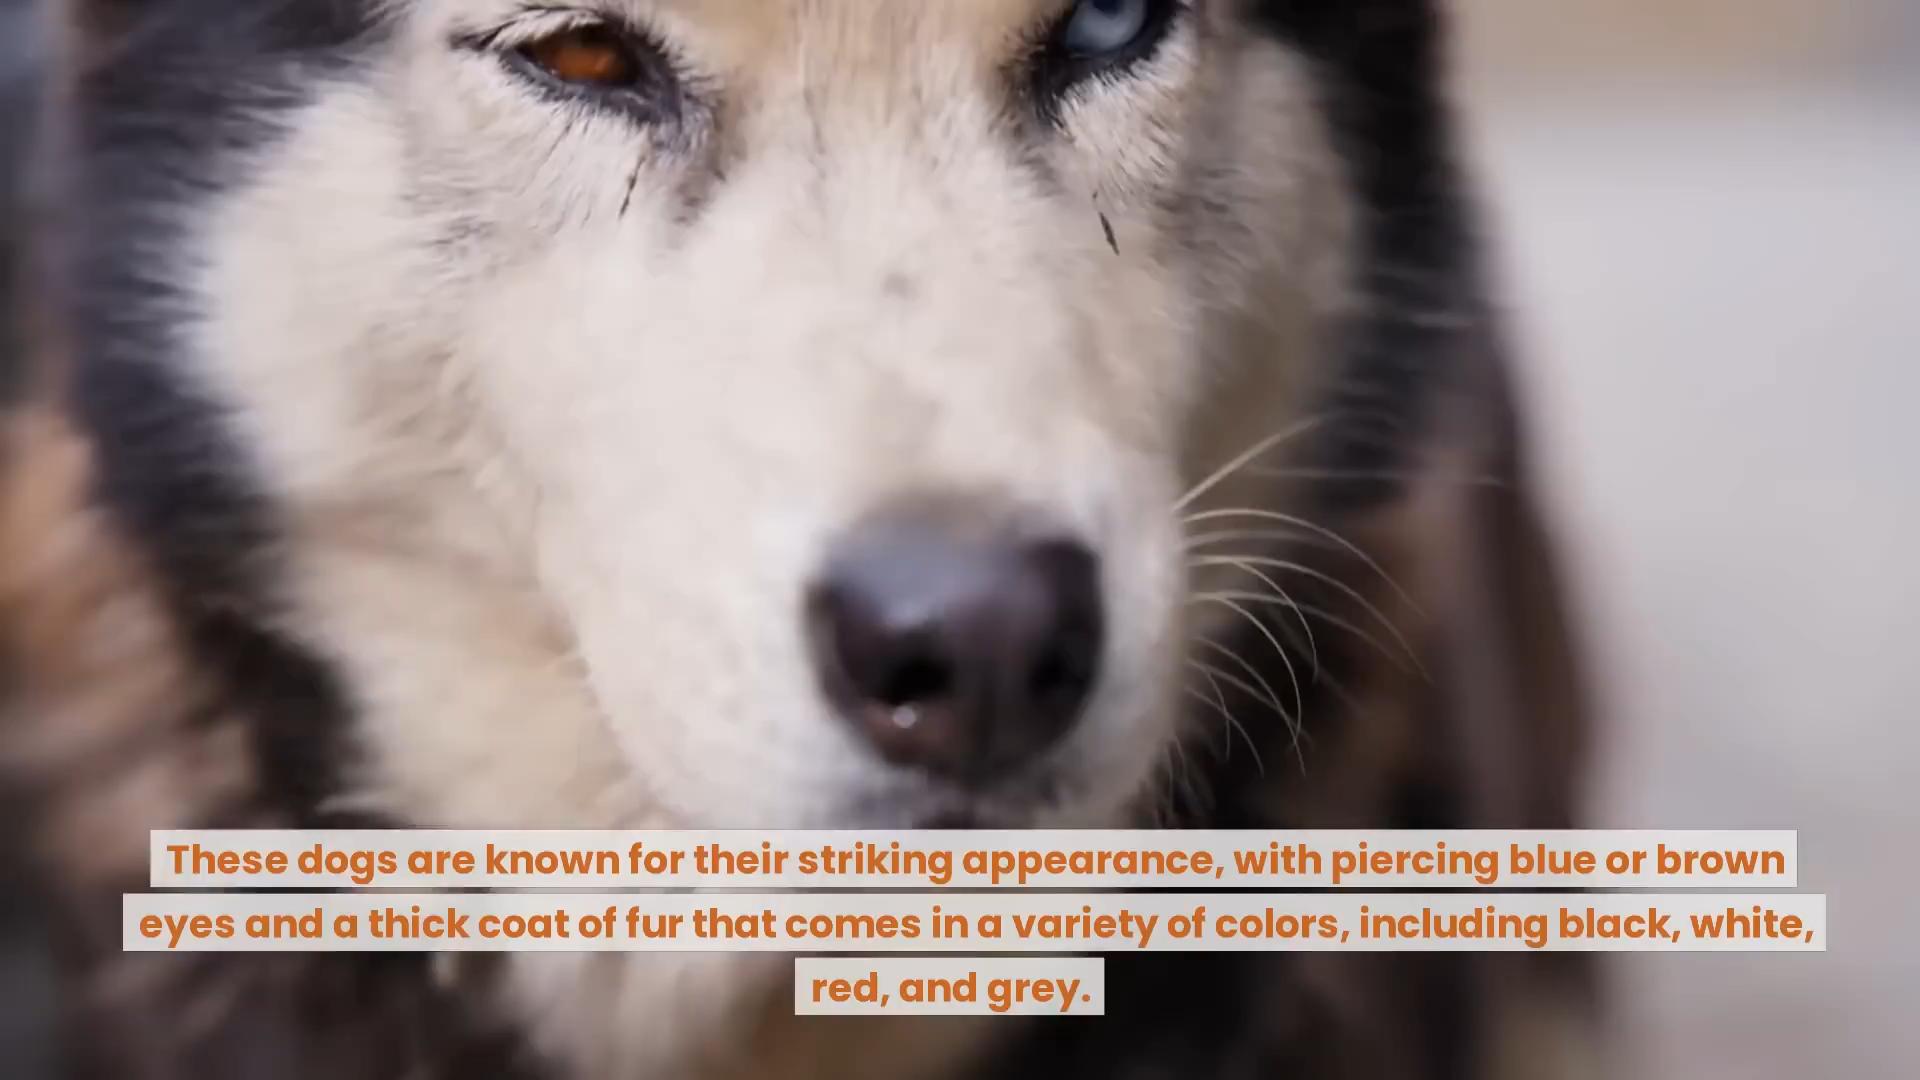 These dogs are known for their striking appearance, with piercing blue or brown
eyes and a thick coat of fur that comes in a variety of colors, including black, white,
red, and grey.